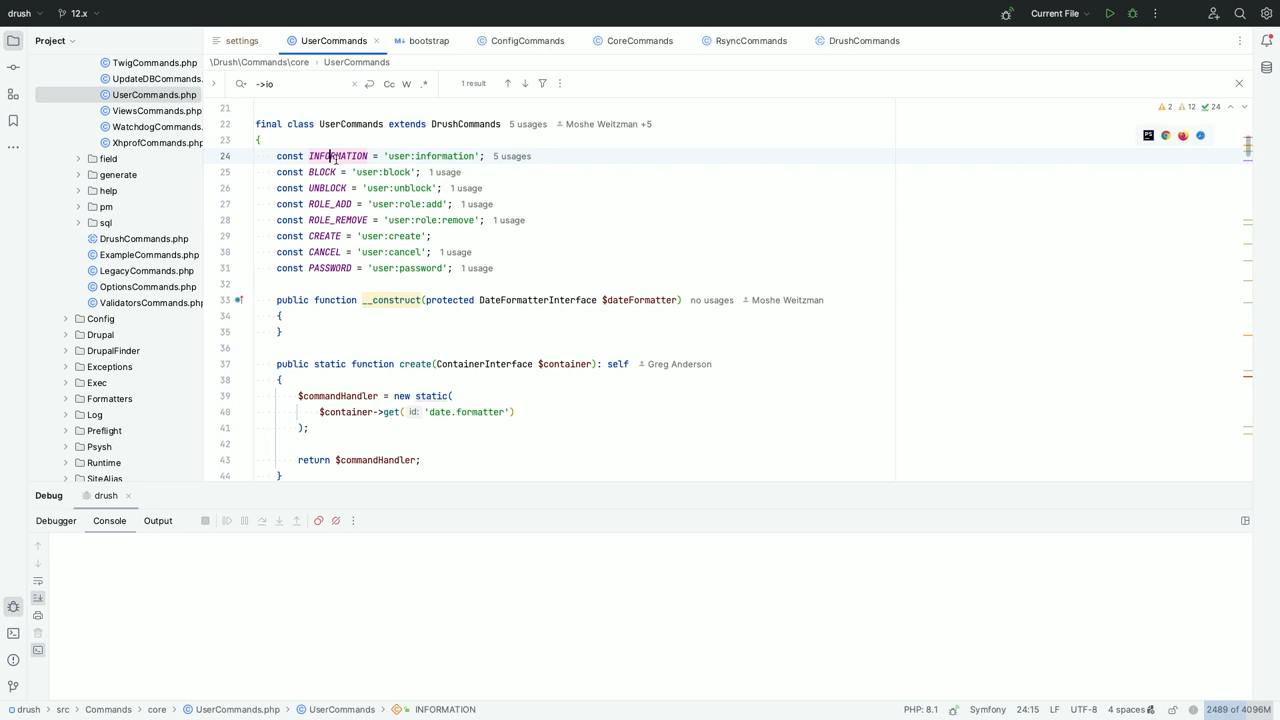 drush
12.x
Current File
Project
settings
UserCommands
bootstrap
ConfigCommands
CoreCommands
RsyncCommands
DrushCommands
\Drush\Commands\core > UserCommands
->io
Cc
W
.*
1 result
TwigCommands.php
UpdateDBCommands.
UserCommands.php
ViewsCommands.php
WatchdogCommands.
XhprofCommands.php
field
generate
help
pm
sql
DrushCommands.php
ExampleCommands.php
LegacyCommands.php
OptionsCommands.php
ValidatorsCommands.php
Config
Drupal
DrupalFinder
Exceptions
Exec
Formatters
Log
Preflight
Psysh
Runtime
SiteAlias
2 12 24
21
22 final class UserCommands extends DrushCommands 5 usages Moshe Weitzman +5
23 {
24 const INFORMATION = 'user:information'; 5 usages
25 const BLOCK = 'user:block'; 1 usage
26 const UNBLOCK = 'user:unblock'; 1 usage
27 const ROLE_ADD = 'user:role:add'; 1 usage
28 const ROLE_REMOVE = 'user:role:remove'; 1 usage
29 const CREATE = 'user:create';
30 const CANCEL = 'user:cancel'; 1 usage
31 const PASSWORD = 'user:password'; 1 usage
32
33 public function __construct(protected DateFormatterInterface $dateFormatter) no usages Moshe Weitzman
34 {
35 }
36
37 public static function create(ContainerInterface $container): self Greg Anderson
38 {
39 $commandHandler = new static(
40 $container->get( id: 'date.formatter')
41 );
42
43 return $commandHandler;
44 }
Debug
drush
Debugger
Console
Output
drush > src > Commands > core > UserCommands.php > UserCommands > INFORMATION
PHP: 8.1
Symfony
24:15
LF
UTF-8
4 spaces
2489 of 4096M